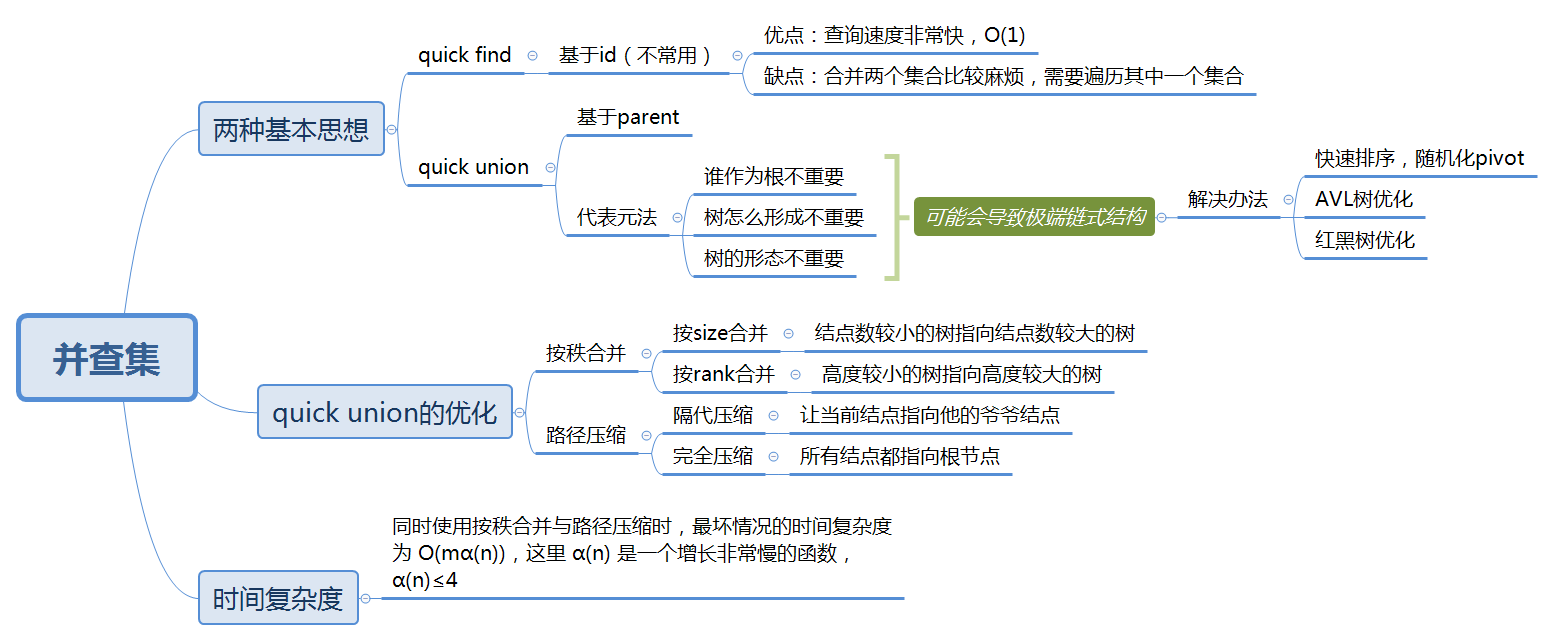 并查集
两种基本思想
quick find
基于id（不常用）
优点：查询速度非常快，O(1)
缺点：合并两个集合比较麻烦，需要遍历其中一个集合
quick union
基于parent
代表元法
谁作为根不重要
树怎么形成不重要
树的形态不重要
可能会导致极端链式结构
解决办法
快速排序，随机化pivot
AVL树优化
红黑树优化
quick union的优化
按秩合并
按size合并
结点数较小的树指向结点数较大的树
按rank合并
高度较小的树指向高度较大的树
路径压缩
隔代压缩
让当前结点指向他的爷爷结点
完全压缩
所有结点都指向根节点
时间复杂度
同时使用按秩合并与路径压缩时，最坏情况的时间复杂度
为 O(mα(n))，这里 α(n) 是一个增长非常慢的函数，
α(n)≤4